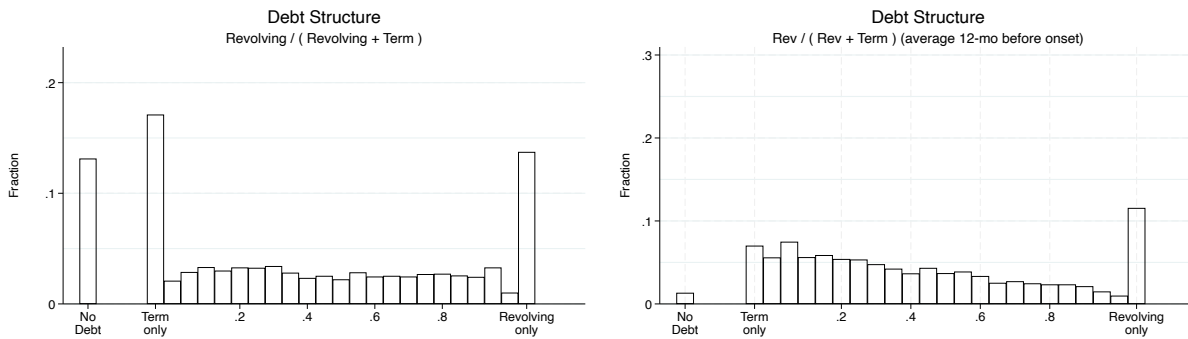 Debt Structure
Revolving / ( Revolving + Term )
Fraction
.2
.1
0
No
Debt
Term
only
.2
.4
.6
.8
Revolving
only
Debt Structure
Rev / ( Rev + Term ) (average 12-mo before onset)
Fraction
.3
.2
.1
0
No
Debt
Term
only
.2
.4
.6
.8
Revolving
only